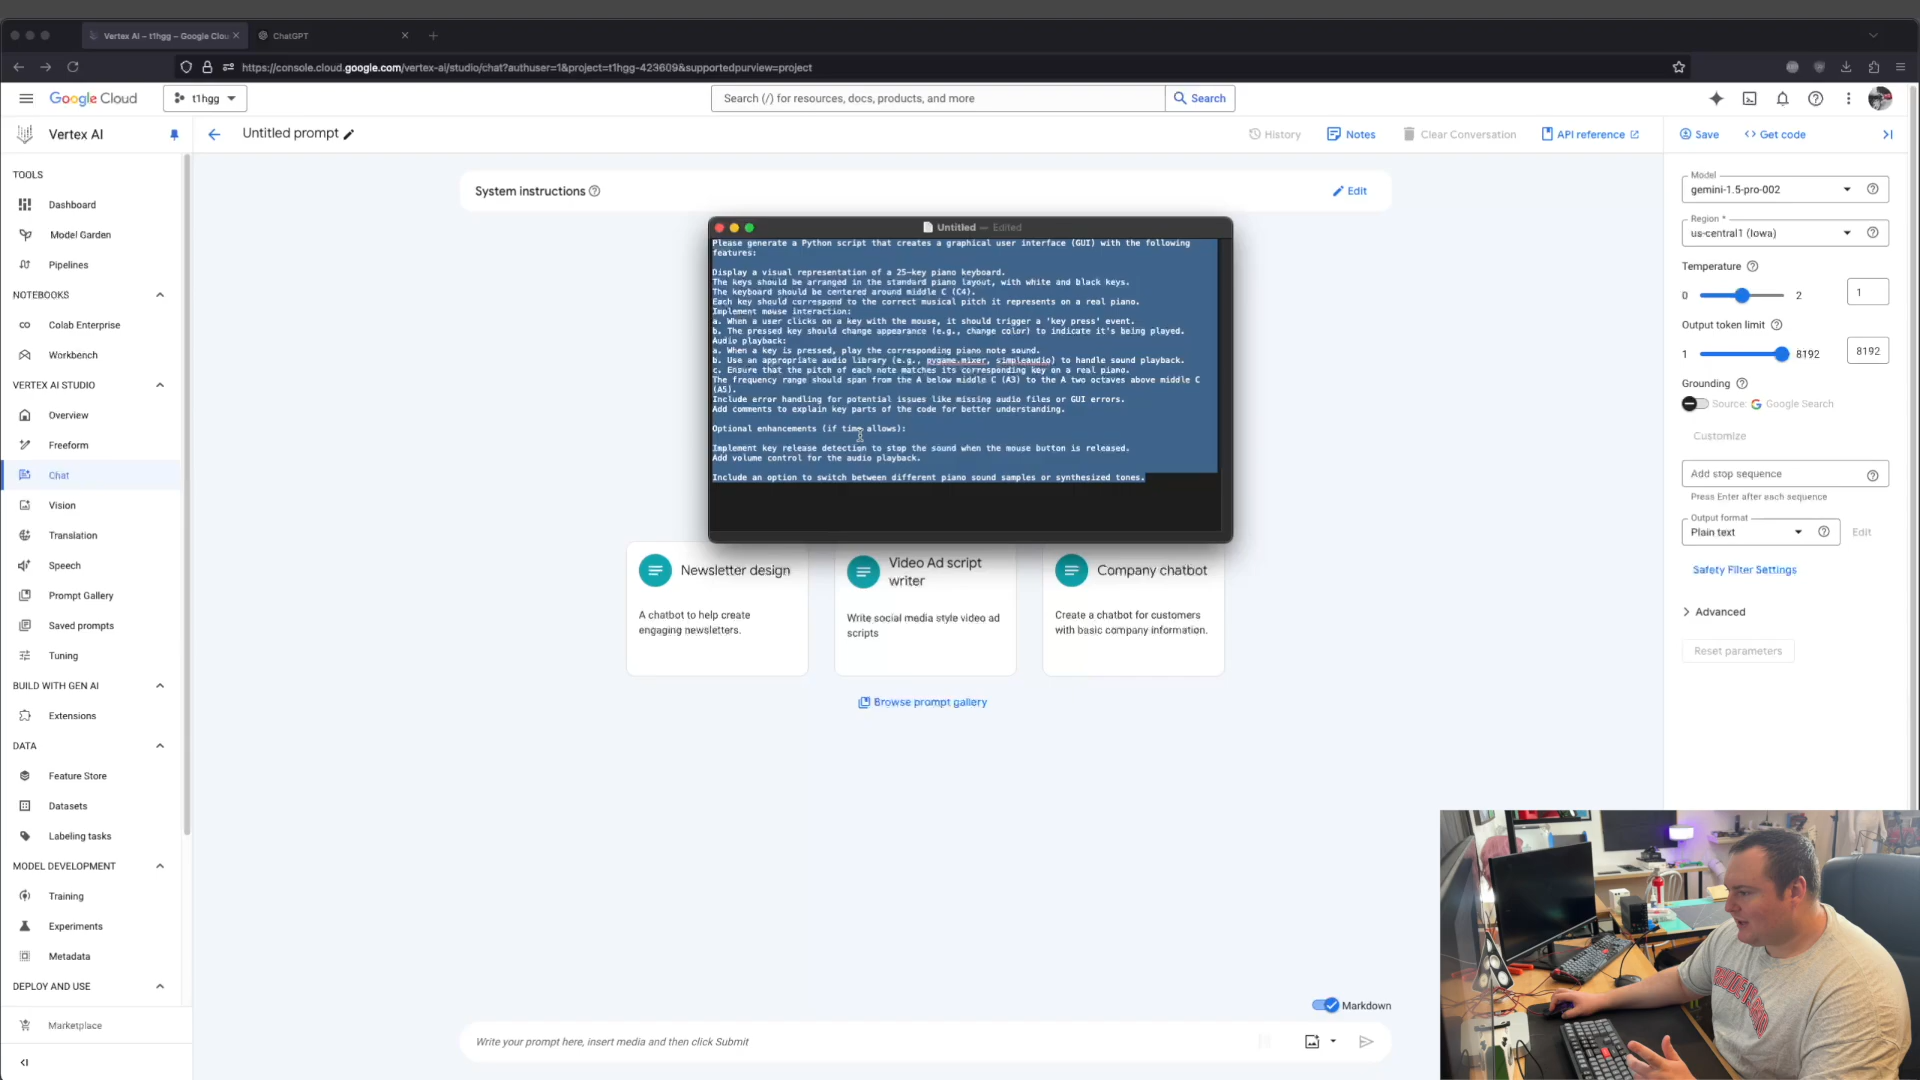 Vertex AI – t1hgg – Google Clou
ChatGPT
https://console.cloud.google.com/vertex-ai/studio/chat?authuser=1&project=t1hgg-423609&supportedpurview=project
Google Cloud
t1hgg
Search (/) for resources, docs, products, and more
Search
Vertex AI
Untitled prompt
History
Notes
Clear Conversation
API reference
Save
<> Get code
TOOLS
Dashboard
Model Garden
Pipelines
NOTEBOOKS
Colab Enterprise
Workbench
VERTEX AI STUDIO
Overview
Freeform
Chat
Vision
Translation
Speech
Prompt Gallery
Saved prompts
Tuning
BUILD WITH GEN AI
Extensions
DATA
Feature Store
Datasets
Labeling tasks
MODEL DEVELOPMENT
Training
Experiments
Metadata
DEPLOY AND USE
Marketplace
System instructions
Edit
Untitled — Edited
Please generate a Python script that creates a graphical user interface (GUI) with the following
features:
Display a visual representation of a 25-key piano keyboard.
The keys should be arranged in the standard piano layout, with white and black keys.
The keyboard should be centered around middle C (C4).
Each key should correspond to the correct musical pitch it represents on a real piano.
Implement mouse interaction:
a. When a user clicks on a key with the mouse, it should trigger a 'key press' event.
b. The pressed key should change appearance (e.g., change color) to indicate it's being played.
Audio playback:
a. When a key is pressed, play the corresponding piano note sound.
b. Use an appropriate audio library (e.g., pygame.mixer, simpleaudio) to handle sound playback.
c. Ensure that the pitch of each note matches its corresponding key on a real piano.
The frequency range should span from the A below middle C (A3) to the A two octaves above middle C
(A5).
Include error handling for potential issues like missing audio files or GUI errors.
Add comments to explain key parts of the code for better understanding.
Optional enhancements (if time allows):
Implement key release detection to stop the sound when the mouse button is released.
Add volume control for the audio playback.
Include an option to switch between different piano sound samples or synthesized tones.
Newsletter design
A chatbot to help create
engaging newsletters.
Video Ad script
writer
Write social media style video ad
scripts
Company chatbot
Create a chatbot for customers
with basic company information.
Browse prompt gallery
Markdown
Write your prompt here, insert media and then click Submit
Model
gemini-1.5-pro-002
Region *
us-central1 (Iowa)
Temperature
0
2
1
Output token limit
1
8192
8192
Grounding
Source: Google Search
Customize
Add stop sequence
Press Enter after each sequence
Output format
Plain text
Edit
Safety Filter Settings
Advanced
Reset parameters